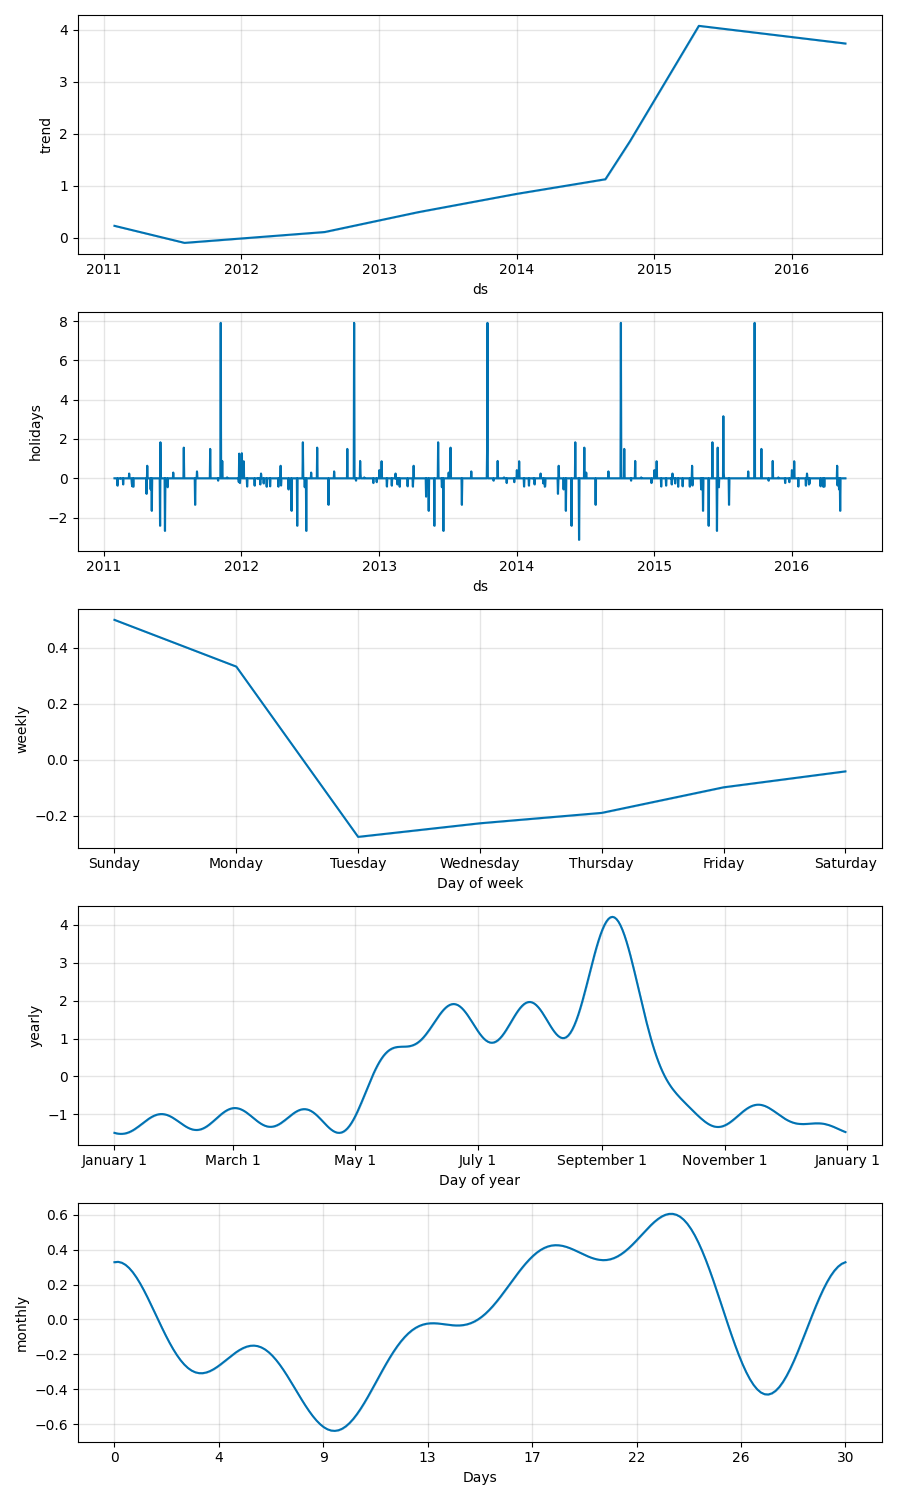 4
3
2
1
0
trend
2011 2012 2013 2014 2015 2016
ds
8
6
4
2
0
−2
holidays
2011 2012 2013 2014 2015 2016
ds
0.4
0.2
0.0
−0.2
weekly
Sunday Monday Tuesday Wednesday Thursday Friday Saturday
Day of week
4
3
2
1
0
−1
yearly
January 1 March 1 May 1 July 1 September 1 November 1 January 1
Day of year
0.6
0.4
0.2
0.0
−0.2
−0.4
−0.6
monthly
0 4 9 13 17 22 26 30
Days